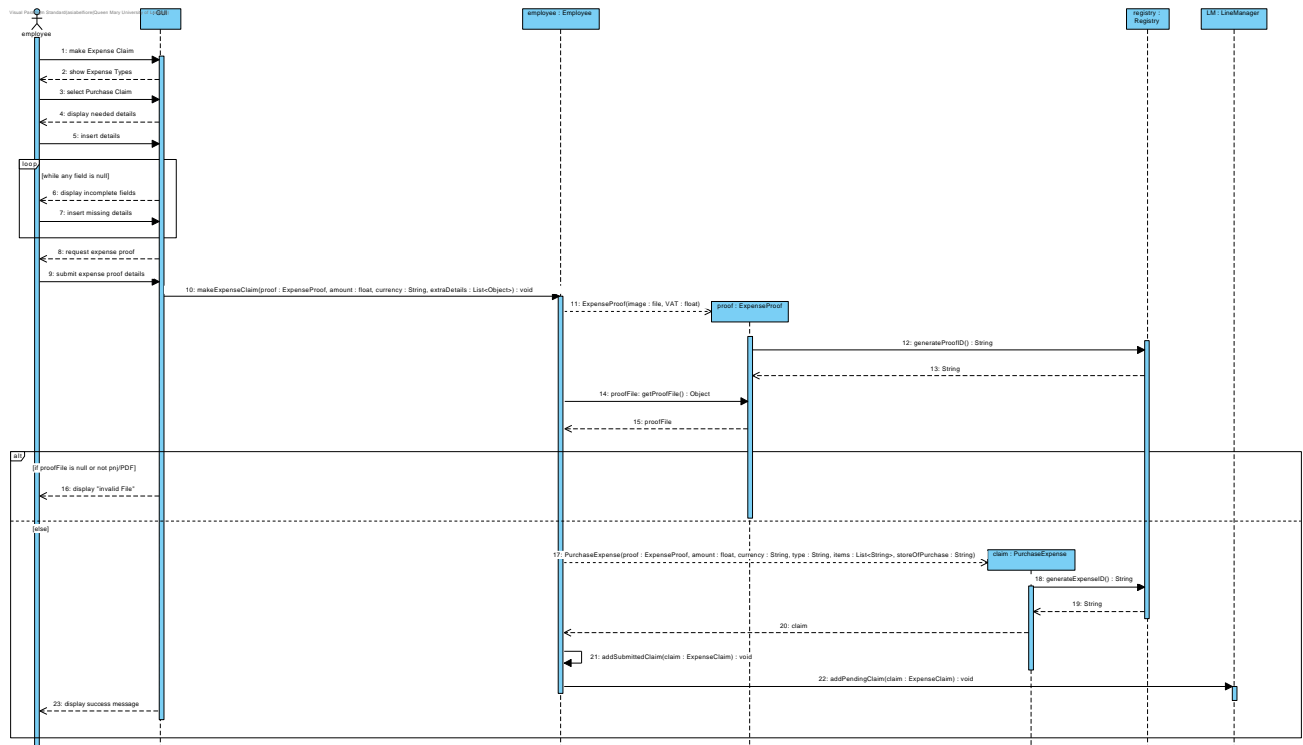 GUI
employee : Employee
registry :
Registry
LM : LineManager
employee
1: make Expense Claim
2: show Expense Types
3: select Purchase Claim
4: display needed details
5: insert details
loop
[while any field is null]
6: display incomplete fields
7: insert missing details
8: request expense proof
9: submit expense proof details
10: makeExpenseClaim(proof : ExpenseProof, amount : float, currency : String, extraDetails : List<Object>) : void
11: ExpenseProof(image : file, VAT : float)
proof : ExpenseProof
12: generateProofID() : String
13: String
14: proofFile: getProofFile() : Object
15: proofFile
alt
[if proofFile is null or not pnj/PDF]
16: display "invalid File"
[else]
17: PurchaseExpense(proof : ExpenseProof, amount : float, currency : String, type : String, items : List<String>, storeOfPurchase : String)
claim : PurchaseExpense
18: generateExpenseID() : String
19: String
20: claim
21: addSubmittedClaim(claim : ExpenseClaim) : void
22: addPendingClaim(claim : ExpenseClaim) : void
23: display success message